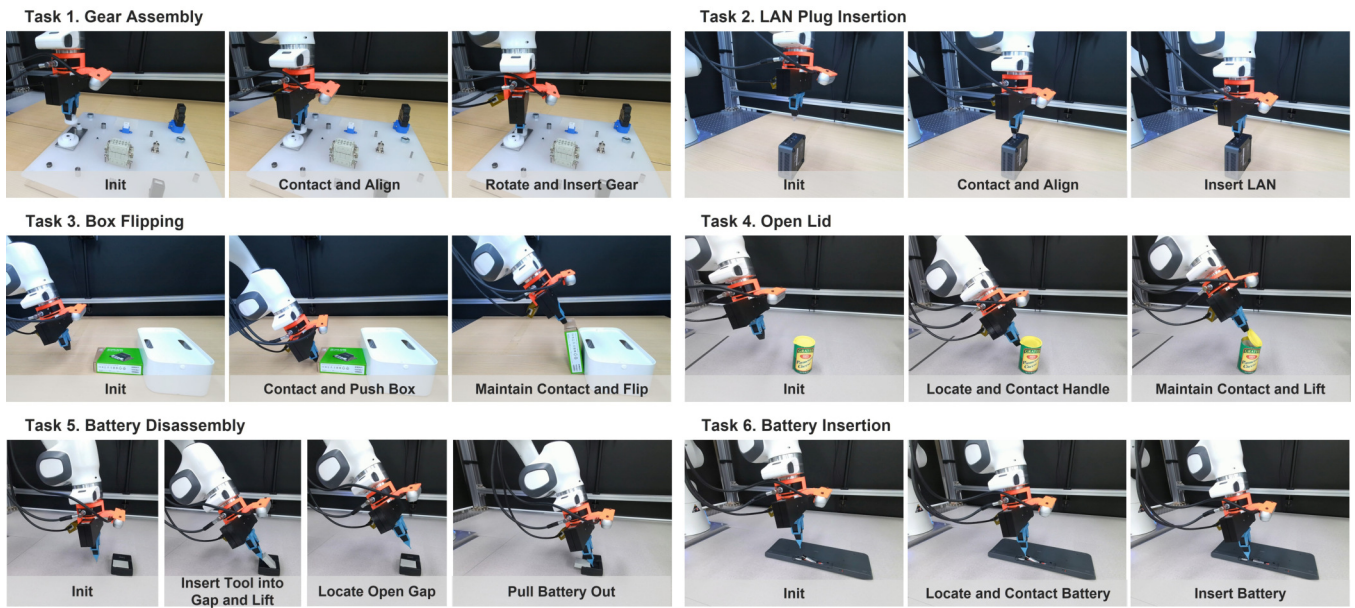 Task 1. Gear Assembly
Task 2. LAN Plug Insertion
Init
Contact and Align
Rotate and Insert Gear
Init
Contact and Align
Insert LAN
Task 3. Box Flipping
Task 4. Open Lid
Init
Contact and Push Box
Maintain Contact and Flip
Init
Locate and Contact Handle
Maintain Contact and Lift
Task 5. Battery Disassembly
Task 6. Battery Insertion
Init
Insert Tool into
Gap and Lift
Locate Open Gap
Pull Battery Out
Init
Locate and Contact Battery
Insert Battery